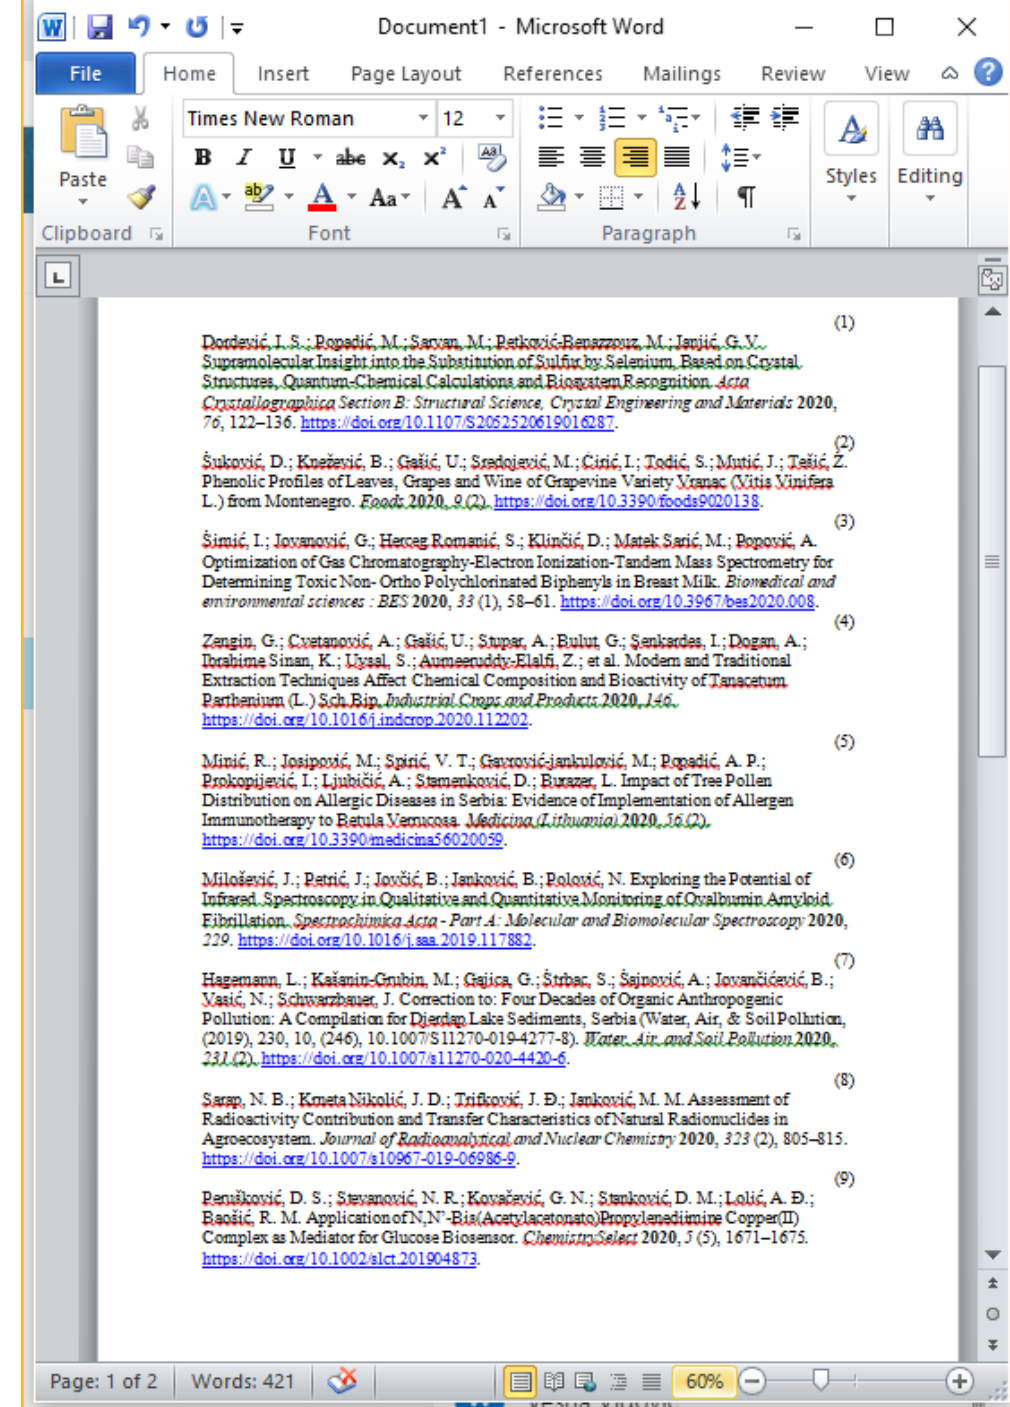 Document1 - Microsoft Word
File Home Insert Page Layout References Mailings Review View
Times New Roman 12
Paste
Styles Editing
Clipboard Font Paragraph
(1)
Dordević, I. S.; Popadić, M.; Sarvan, M.; Petković-Benazzouz, M.; Janjić, G. V.
Supramolecular Insight into the Substitution of Sulfur by Selenium, Based on Crystal
Structures, Quantum-Chemical Calculations and Biosystem Recognition. Acta
Crystallographica Section B: Structural Science, Crystal Engineering and Materials 2020,
76, 122–136. https://doi.org/10.1107/S2052520619016287.
(2)
Šuković, D.; Knežević, B.; Gašić, U.; Sredojević, M.; Ćirić, I.; Todić, S.; Mutić, J.; Tešić, Ž.
Phenolic Profiles of Leaves, Grapes and Wine of Grapevine Variety Vranac (Vitis Vinifera
L.) from Montenegro. Foods 2020, 9 (2). https://doi.org/10.3390/foods9020138.
(3)
Šimić, I.; Jovanović, G.; Herceg Romanić, S.; Klinčić, D.; Matek Sarić, M.; Popović, A.
Optimization of Gas Chromatography-Electron Ionization-Tandem Mass Spectrometry for
Determining Toxic Non- Ortho Polychlorinated Biphenyls in Breast Milk. Biomedical and
environmental sciences : BES 2020, 33 (1), 58–61. https://doi.org/10.3967/bes2020.008.
(4)
Zengin, G.; Cvetanović, A.; Gašić, U.; Stupar, A.; Bulut, G.; Şenkardes, I.; Dogan, A.;
Ibrahime Sinan, K.; Uysal, S.; Aumeeruddy-Elalfi, Z.; et al. Modern and Traditional
Extraction Techniques Affect Chemical Composition and Bioactivity of Tanacetum
Parthenium (L.) Sch.Bip. Industrial Crops and Products 2020, 146.
https://doi.org/10.1016/j.indcrop.2020.112202.
(5)
Minić, R.; Josipović, M.; Spirić, V. T.; Gavrović-jankulović, M.; Popadić, A. P.;
Prokopijević, I.; Ljubičić, A.; Stamenković, D.; Burazer, L. Impact of Tree Pollen
Distribution on Allergic Diseases in Serbia: Evidence of Implementation of Allergen
Immunotherapy to Betula Verrucosa. Medicina (Lithuania) 2020, 56 (2).
https://doi.org/10.3390/medicina56020059.
(6)
Milošević, J.; Petrić, J.; Jovčić, B.; Janković, B.; Polović, N. Exploring the Potential of
Infrared Spectroscopy in Qualitative and Quantitative Monitoring of Ovalbumin Amyloid
Fibrillation. Spectrochimica Acta - Part A: Molecular and Biomolecular Spectroscopy 2020,
229. https://doi.org/10.1016/j.saa.2019.117882.
(7)
Hagemann, L.; Kašanin-Grubin, M.; Gajica, G.; Štrbac, S.; Šajnović, A.; Jovančićević, B.;
Vasić, N.; Schwarzbauer, J. Correction to: Four Decades of Organic Anthropogenic
Pollution: A Compilation for Djerdap Lake Sediments, Serbia (Water, Air, & Soil Pollution,
(2019), 230, 10, (246), 10.1007/S11270-019-4277-8). Water, Air, and Soil Pollution 2020,
231 (2). https://doi.org/10.1007/s11270-020-4420-6.
(8)
Sarap, N. B.; Krneta Nikolić, J. D.; Trifković, J. Đ.; Janković, M. M. Assessment of
Radioactivity Contribution and Transfer Characteristics of Natural Radionuclides in
Agroecosystem. Journal of Radioanalytical and Nuclear Chemistry 2020, 323 (2), 805–815.
https://doi.org/10.1007/s10967-019-06986-9.
(9)
Perušković, D. S.; Stevanović, N. R.; Kovačević, G. N.; Stanković, D. M.; Lolić, A. Đ.;
Baošić, R. M. Application of N,N’-Bis(Acetylacetonato)Propylenediimine Copper(II)
Complex as Mediator for Glucose Biosensor. ChemistrySelect 2020, 5 (5), 1671–1675.
https://doi.org/10.1002/slct.201904873.
Page: 1 of 2 Words: 421 60%